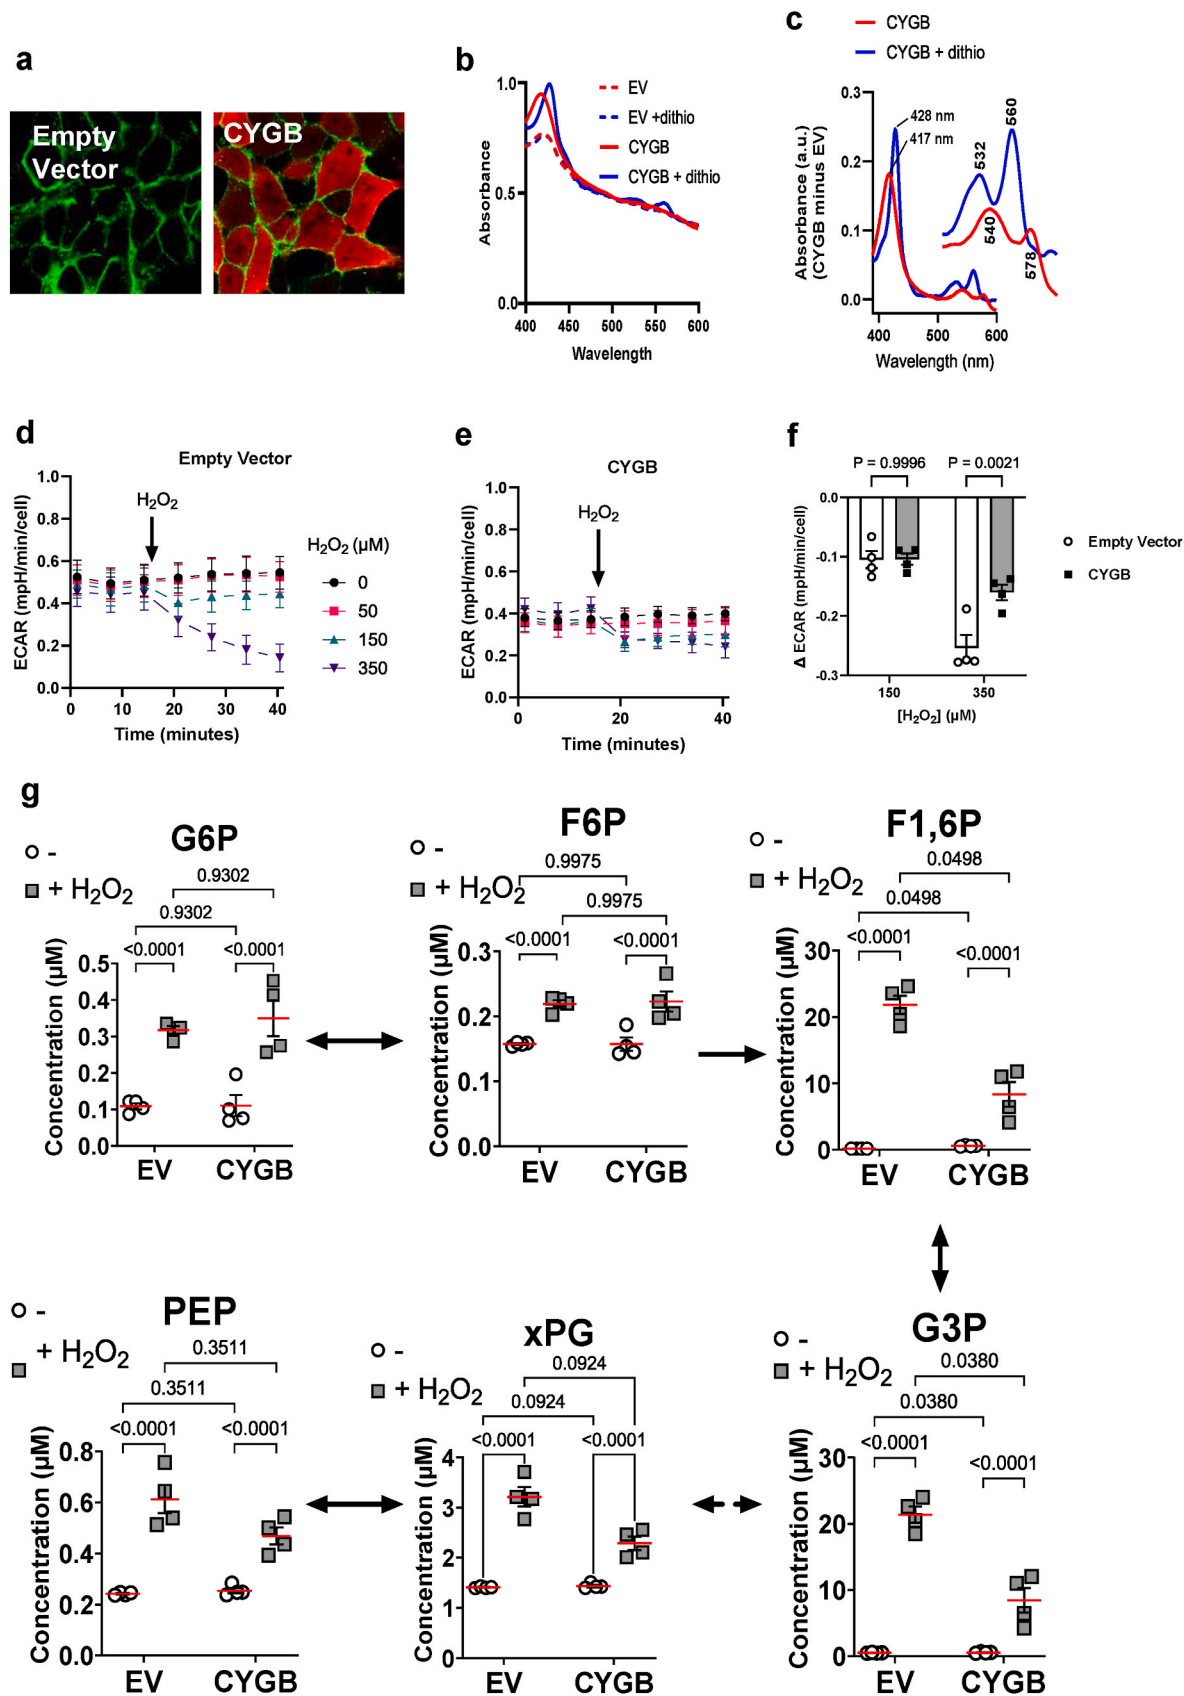 a
Empty
Vector
CYGB
b
EV
EV +dithio
CYGB
CYGB + dithio
Absorbance
1.0
0.5
0.0
400 450 500 550 600
Wavelength
c
CYGB
CYGB + dithio
Absorbance (a.u.)
(CYGB minus EV)
0.3
0.2
0.1
0.0
428 nm
417 nm
532
560
540
578
400 500 600
Wavelength (nm)
d
Empty Vector
ECAR (mpH/min/cell)
1.0
0.8
0.6
0.4
0.2
0.0
H₂O₂
0 10 20 30 40
Time (minutes)
H₂O₂ (µM)
0
50
150
350
e
CYGB
ECAR (mpH/min/cell)
1.0
0.8
0.6
0.4
0.2
0.0
H₂O₂
0 20 40
Time (minutes)
f
P = 0.9996 P = 0.0021
Δ ECAR (mpH/min/cell)
0.0
-0.1
-0.2
-0.3
150 350
[H₂O₂] (µM)
Empty Vector
CYGB
g
G6P
-
+ H₂O₂
0.9302
0.9302
<0.0001 <0.0001
Concentration (µM)
0.5
0.4
0.3
0.2
0.1
0.0
EV CYGB
F6P
-
+ H₂O₂
0.9975
0.9975
<0.0001 <0.0001
Concentration (µM)
0.3
0.2
0.1
0.0
EV CYGB
F1,6P
-
+ H₂O₂
0.0498
0.0498
<0.0001
<0.0001
Concentration (µM)
30
20
10
0
EV CYGB
PEP
-
+ H₂O₂
0.3511
0.3511
<0.0001 <0.0001
Concentration (µM)
0.8
0.6
0.4
0.2
0.0
EV CYGB
xPG
-
+ H₂O₂
0.0924
0.0924
<0.0001 <0.0001
Concentration (µM)
4
3
2
1
0
EV CYGB
G3P
-
+ H₂O₂
0.0380
0.0380
<0.0001
<0.0001
Concentration (µM)
30
20
10
0
EV CYGB